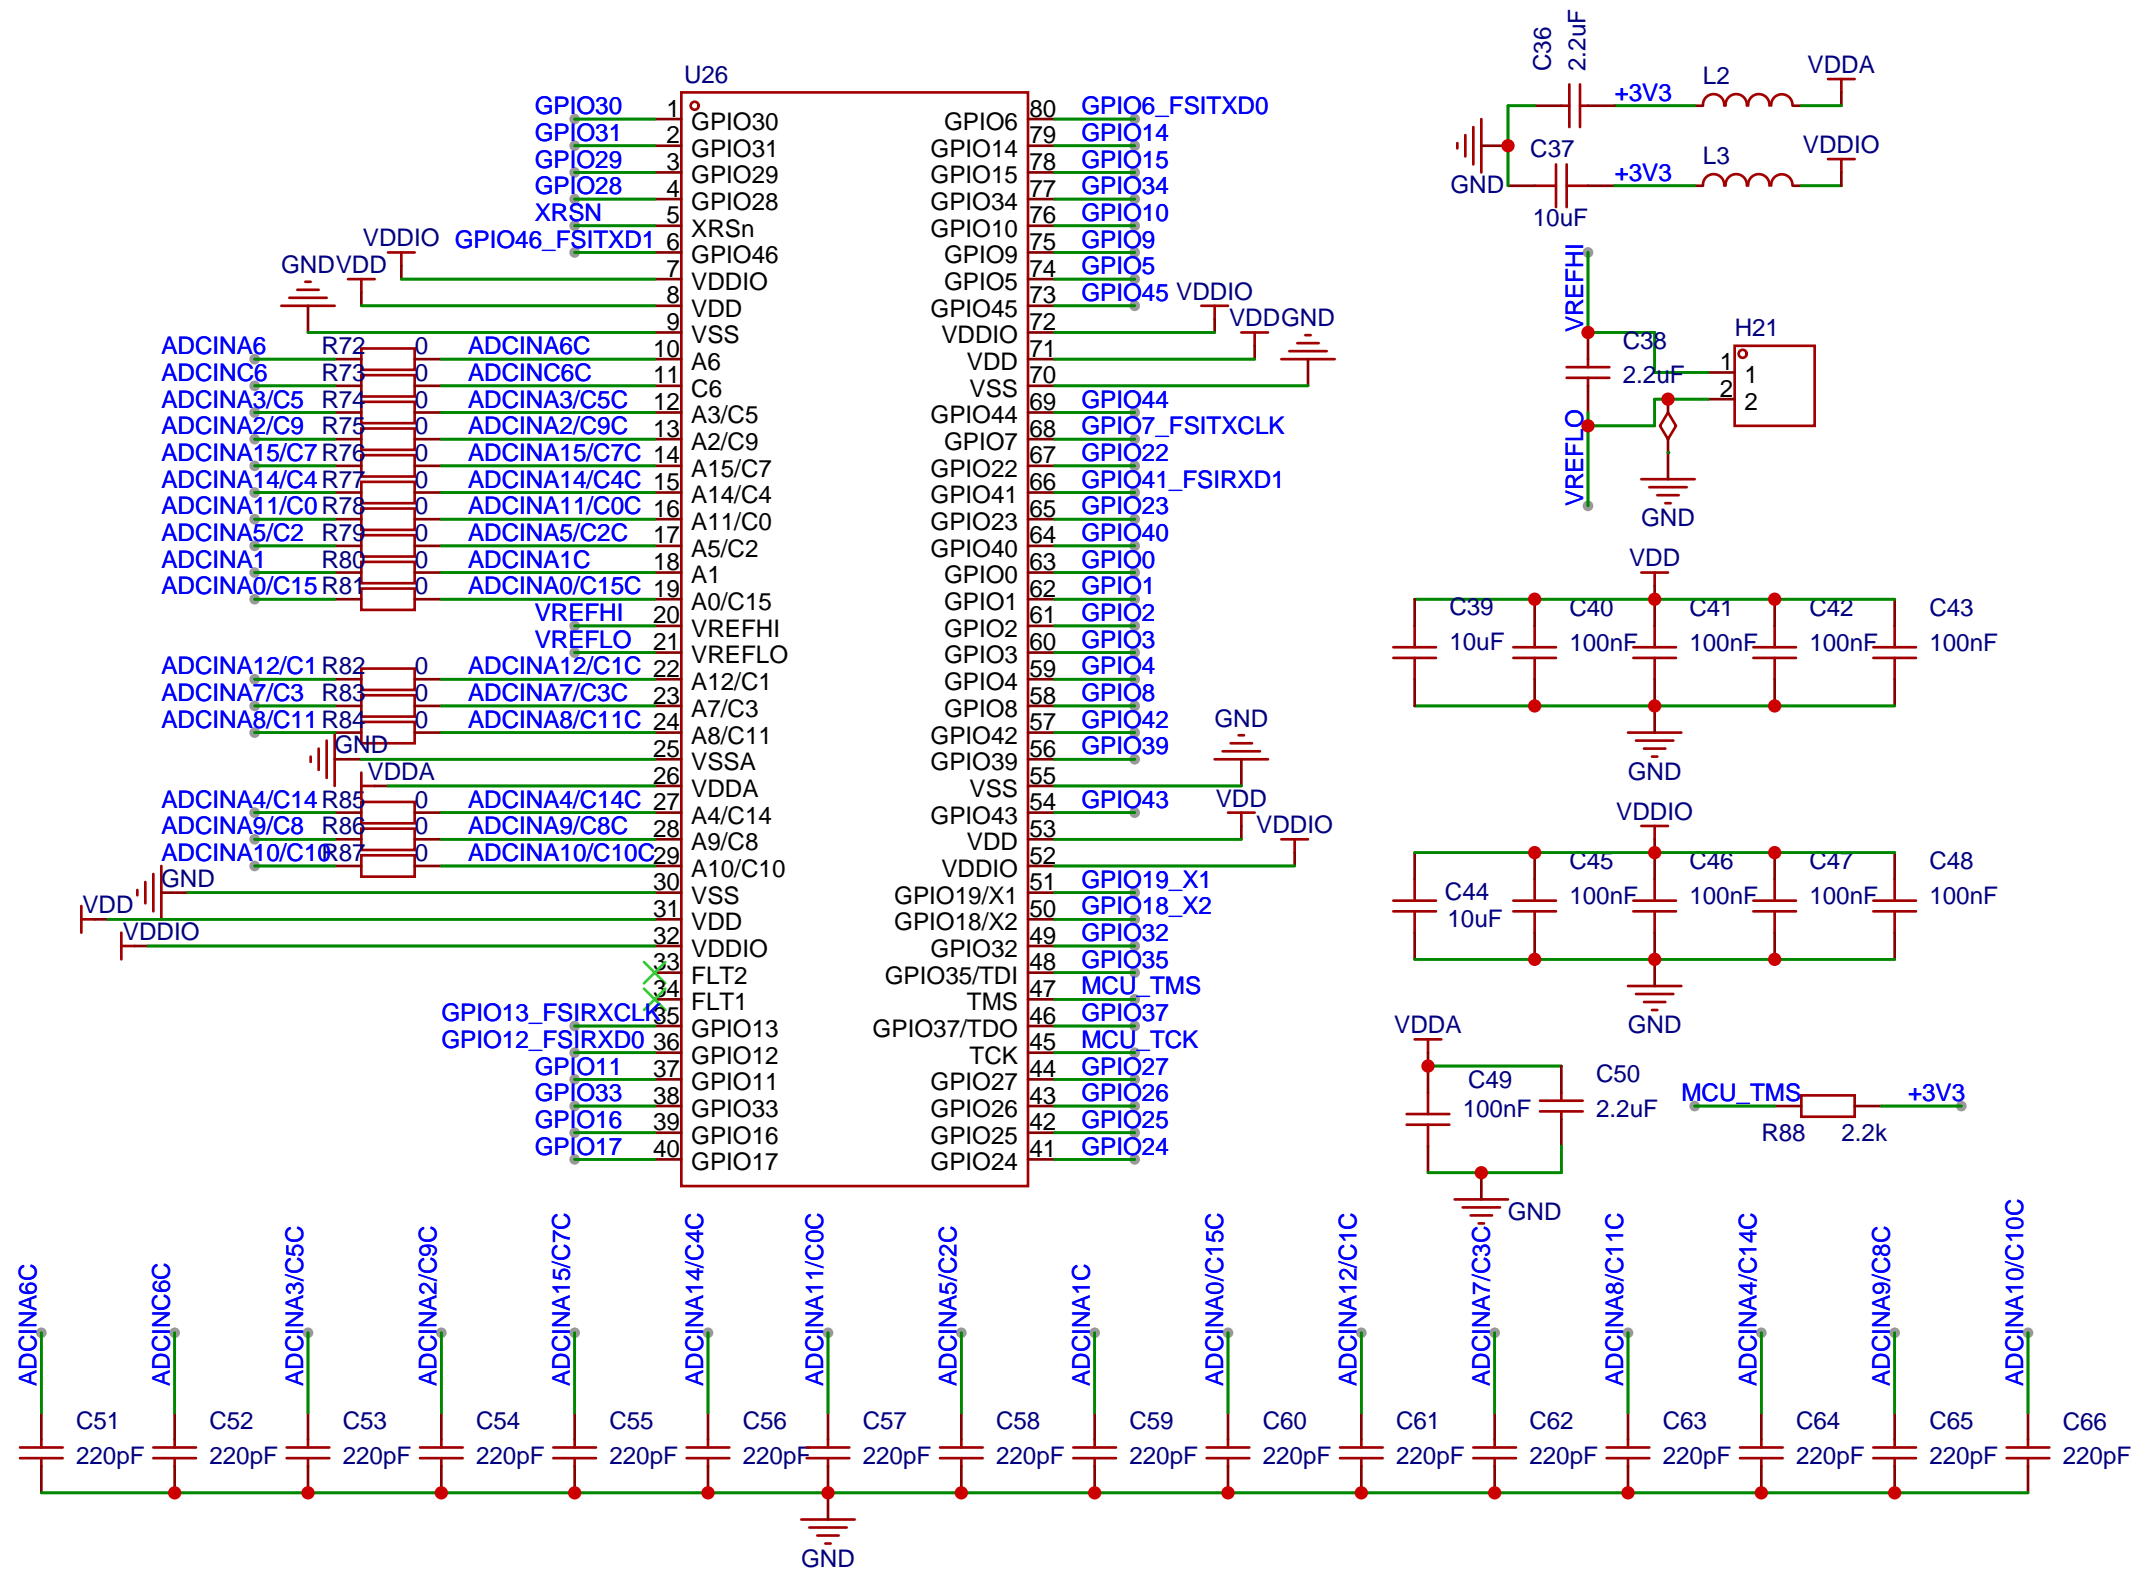 U26
GPIO30 1 GPIO30
GPIO31 2 GPIO31
GPIO29 3 GPIO29
GPIO28 4 GPIO28
XRSN 5 XRSn
GPIO46_FSITXD1 6 GPIO46
VDDIO 7 VDDIO
VDD 8 VDD
GND 9 VSS
ADCINA6 R72 0 ADCINA6C 10 A6
ADCINC6 R73 0 ADCINC6C 11 C6
ADCINA3/C5 R74 0 ADCINA3/C5C 12 A3/C5
ADCINA2/C9 R75 0 ADCINA2/C9C 13 A2/C9
ADCINA15/C7 R76 0 ADCINA15/C7C 14 A15/C7
ADCINA14/C4 R77 0 ADCINA14/C4C 15 A14/C4
ADCINA11/C0 R78 0 ADCINA11/C0C 16 A11/C0
ADCINA5/C2 R79 0 ADCINA5/C2C 17 A5/C2
ADCINA1 R80 0 ADCINA1C 18 A1
ADCINA0/C15 R81 0 ADCINA0/C15C 19 A0/C15
VREFHI 20 VREFHI
VREFLO 21 VREFLO
ADCINA12/C1 R82 0 ADCINA12/C1C 22 A12/C1
ADCINA7/C3 R83 0 ADCINA7/C3C 23 A7/C3
ADCINA8/C11 R84 0 ADCINA8/C11C 24 A8/C11
GND 25 VSSA
VDDA 26 VDDA
ADCINA4/C14 R85 0 ADCINA4/C14C 27 A4/C14
ADCINA9/C8 R86 0 ADCINA9/C8C 28 A9/C8
ADCINA10/C10 R87 0 ADCINA10/C10C 29 A10/C10
GND 30 VSS
VDD 31 VDD
VDDIO 32 VDDIO
33 FLT2
34 FLT1
GPIO13_FSIRXCLK 35 GPIO13
GPIO12_FSIRXD0 36 GPIO12
GPIO11 37 GPIO11
GPIO33 38 GPIO33
GPIO16 39 GPIO16
GPIO17 40 GPIO17
GPIO6 80 GPIO6_FSITXD0
GPIO14 79 GPIO14
GPIO15 78 GPIO15
GPIO34 77 GPIO34
GPIO10 76 GPIO10
GPIO9 75 GPIO9
GPIO5 74 GPIO5
GPIO45 73 GPIO45
VDDIO 72 VDDIO
VDD 71 VDD
VSS 70 GND
GPIO44 69 GPIO44
GPIO7 68 GPIO7_FSITXCLK
GPIO22 67 GPIO22
GPIO41 66 GPIO41_FSIRXD1
GPIO23 65 GPIO23
GPIO40 64 GPIO40
GPIO0 63 GPIO0
GPIO1 62 GPIO1
GPIO2 61 GPIO2
GPIO3 60 GPIO3
GPIO4 59 GPIO4
GPIO8 58 GPIO8
GPIO42 57 GPIO42
GPIO39 56 GPIO39
VSS 55 GND
GPIO43 54 GPIO43
VDD 53 VDD
VDDIO 52 VDDIO
GPIO19/X1 51 GPIO19_X1
GPIO18/X2 50 GPIO18_X2
GPIO32 49 GPIO32
GPIO35/TDI 48 GPIO35
TMS 47 MCU_TMS
GPIO37/TDO 46 GPIO37
TCK 45 MCU_TCK
GPIO27 44 GPIO27
GPIO26 43 GPIO26
GPIO25 42 GPIO25
GPIO24 41 GPIO24
C36 2.2uF +3V3 L2 VDDA
C37 10uF +3V3 L3 VDDIO
GND
VREFHI
C38
2.2uF
H21
1 1
2 2
VREFLO
GND
VDD
C39 C40 C41 C42 C43
10uF 100nF 100nF 100nF 100nF
GND
VDDIO
C44 C45 C46 C47 C48
10uF 100nF 100nF 100nF 100nF
GND
VDDA
C49 C50
100nF 2.2uF
GND
MCU_TMS +3V3
R88 2.2k
ADCINA6C ADCINC6C ADCINA3/C5C ADCINA2/C9C ADCINA15/C7C ADCINA14/C4C ADCINA11/C0C ADCINA5/C2C ADCINA1C ADCINA0/C15C ADCINA12/C1C ADCINA7/C3C ADCINA8/C11C ADCINA4/C14C ADCINA9/C8C ADCINA10/C10C
C51 C52 C53 C54 C55 C56 C57 C58 C59 C60 C61 C62 C63 C64 C65 C66
220pF 220pF 220pF 220pF 220pF 220pF 220pF 220pF 220pF 220pF 220pF 220pF 220pF 220pF 220pF 220pF
GND